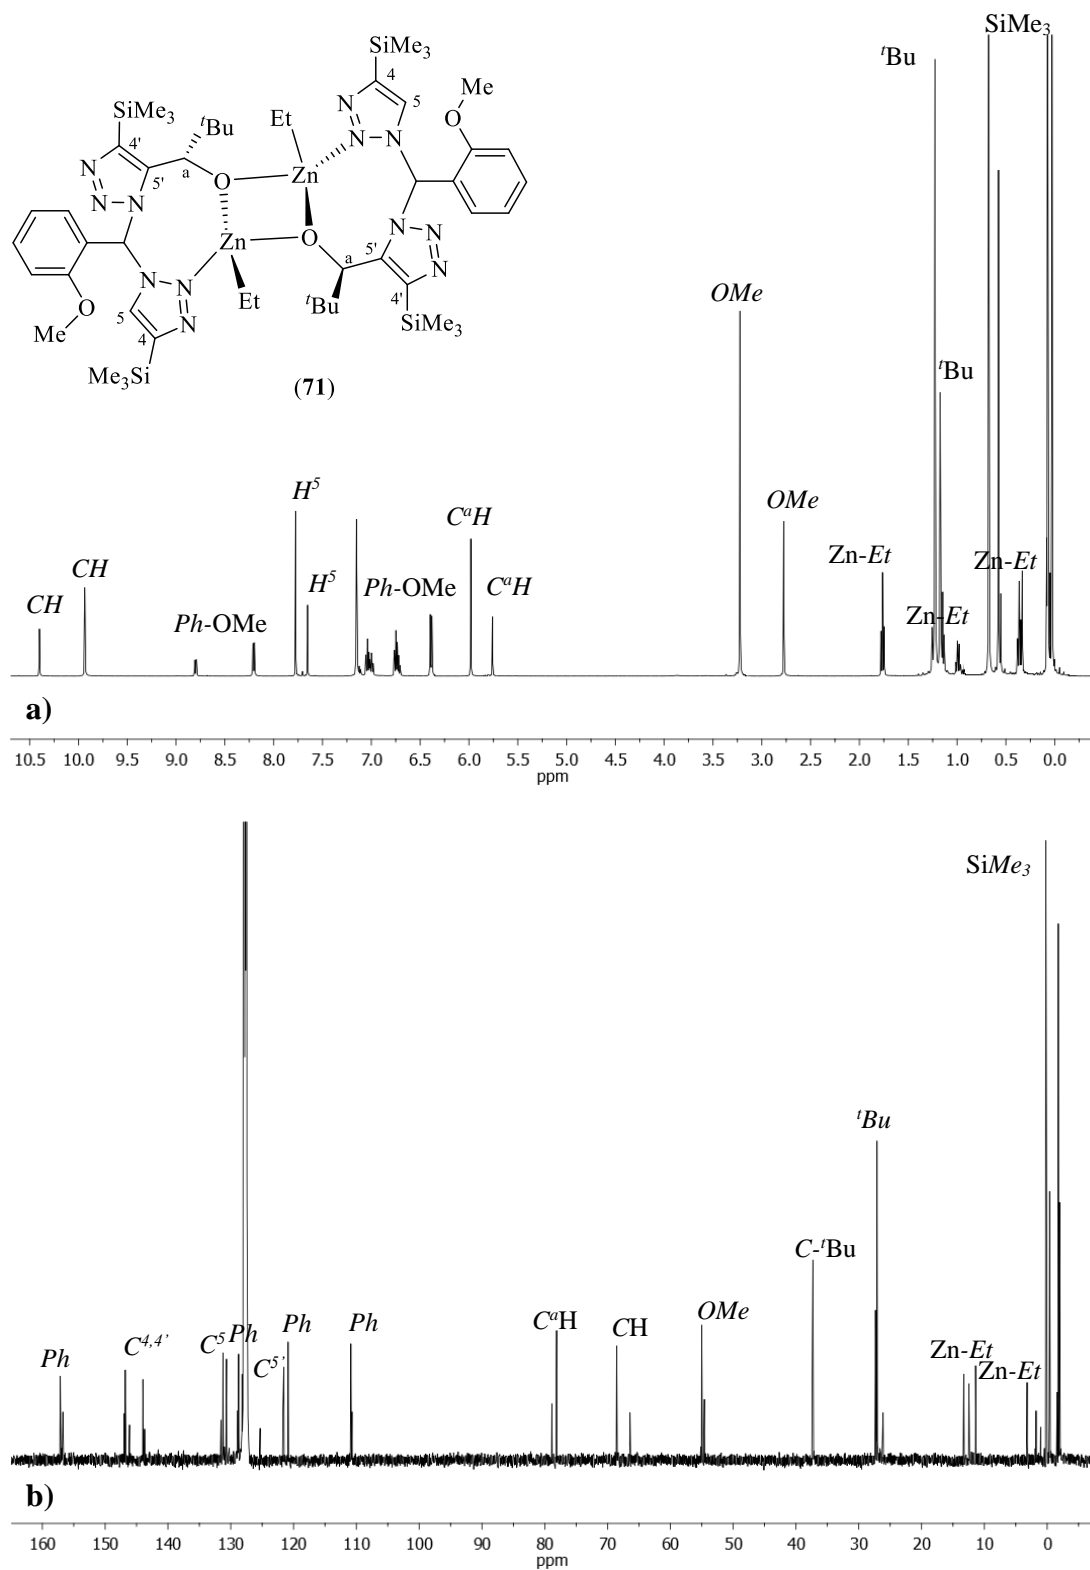 SiMe₃
SiMe₃
4
Me
N
5
O
ᵗBu
SiMe₃
Et
N
N
N
ᵗBu
4'
a
O
Zn
N
5'
N
N
N
Zn
O
N
N
N
a
5'
N
N
N
Et
4'
O
5
N
ᵗBu
SiMe₃
Me
4
Me₃Si
(71)
SiMe₃
ᵗBu
OMe
ᵗBu
H⁵
OMe
CᵃH
Zn-Et
Zn-Et
CH
H⁵
Ph-OMe
CᵃH
CH
Ph-OMe
Zn-Et
a)
10.5 10.0 9.5 9.0 8.5 8.0 7.5 7.0 6.5 6.0 5.5 5.0 4.5 4.0 3.5 3.0 2.5 2.0 1.5 1.0 0.5 0.0
ppm
SiMe₃
ᵗBu
C-ᵗBu
Ph
C⁴,⁴'
C⁵
Ph
C⁵'
Ph
Ph
CᵃH
CH
OMe
Zn-Et
Zn-Et
b)
160 150 140 130 120 110 100 90 80 70 60 50 40 30 20 10 0
ppm